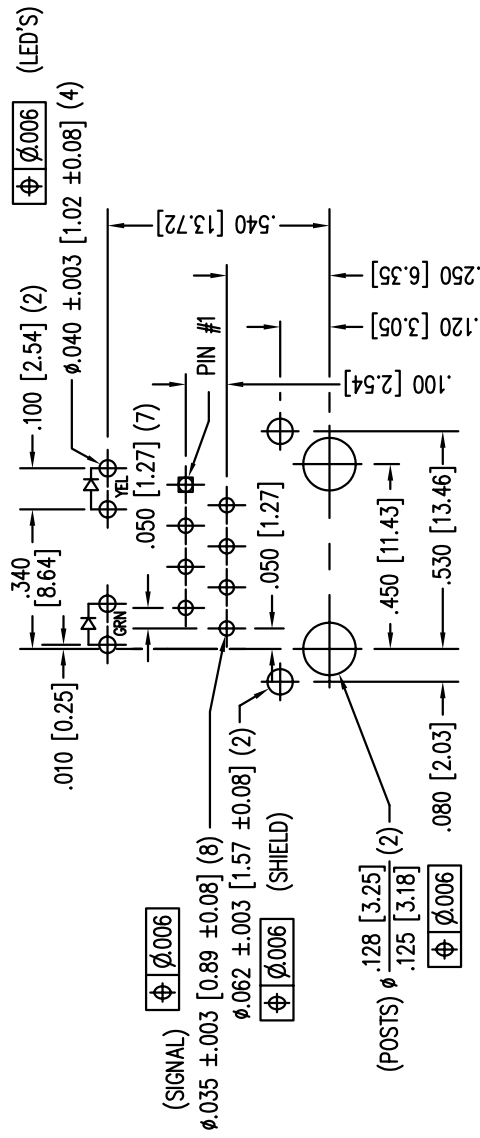 ⌖ Ø.006 (LED'S)
ø.040 ±.003 [1.02 ±0.08] (4)
.100 [2.54] (2)
.340
[8.64]
.010 [0.25]
YEL
GRN
.050 [1.27] (7)
PIN #1
.540 [13.72]
.250 [6.35]
.120 [3.05]
.100 [2.54]
.050 [1.27]
.450 [11.43]
.530 [13.46]
.080 [2.03]
(SIGNAL) ⌖ Ø.006
ø.035 ±.003 [0.89 ±0.08] (8)
ø.062 ±.003 [1.57 ±0.08] (2)
⌖ Ø.006 (SHIELD)
(POSTS) ø .128 [3.25] (2)
.125 [3.18]
⌖ Ø.006